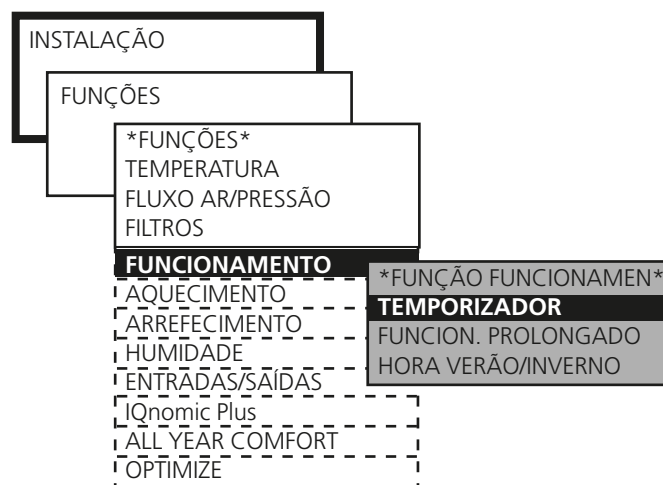 INSTALAÇÃO
FUNÇÕES
*FUNÇÕES*
TEMPERATURA
FLUXO AR/PRESSÃO
FILTROS
FUNCIONAMENTO
AQUECIMENTO
ARREFECIMENTO
HUMIDADE
ENTRADAS/SAÍDAS
IQnomic Plus
ALL YEAR COMFORT
OPTIMIZE
*FUNÇÃO FUNCIONAMEN*
TEMPORIZADOR
FUNCION. PROLONGADO
HORA VERÃO/INVERNO